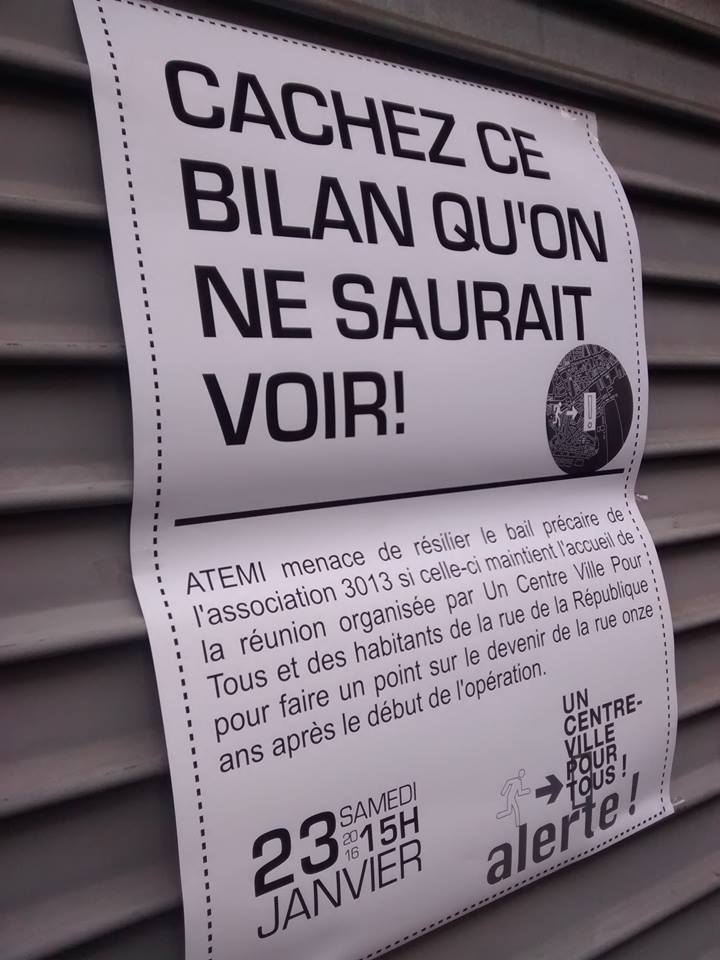 CACHEZ CE
BILAN QU'ON
NE SAURAIT
VOIR!
ATEMI menace de résilier le bail précaire de
l'association 3013 si celle-ci maintient l'accueil de
la réunion organisée par Un Centre Ville Pour
Tous et des habitants de la rue de la République
pour faire un point sur le devenir de la rue onze
ans après le début de l'opération.
23 SAMEDI
2016 15H
JANVIER
UN
CENTRE-
VILLE
POUR
TOUS !
alerte !